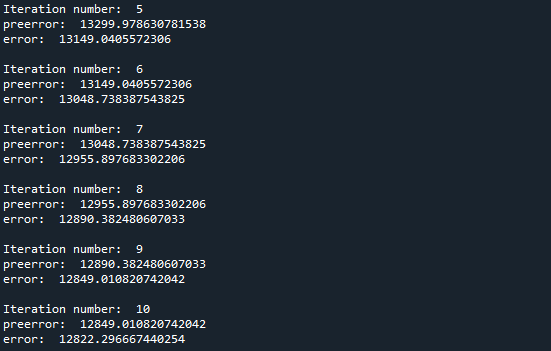 Iteration number:  5
preerror:  13299.978630781538
error:  13149.0405572306
Iteration number:  6
preerror:  13149.0405572306
error:  13048.738387543825
Iteration number:  7
preerror:  13048.738387543825
error:  12955.897683302206
Iteration number:  8
preerror:  12955.897683302206
error:  12890.382480607033
Iteration number:  9
preerror:  12890.382480607033
error:  12849.010820742042
Iteration number:  10
preerror:  12849.010820742042
error:  12822.296667440254